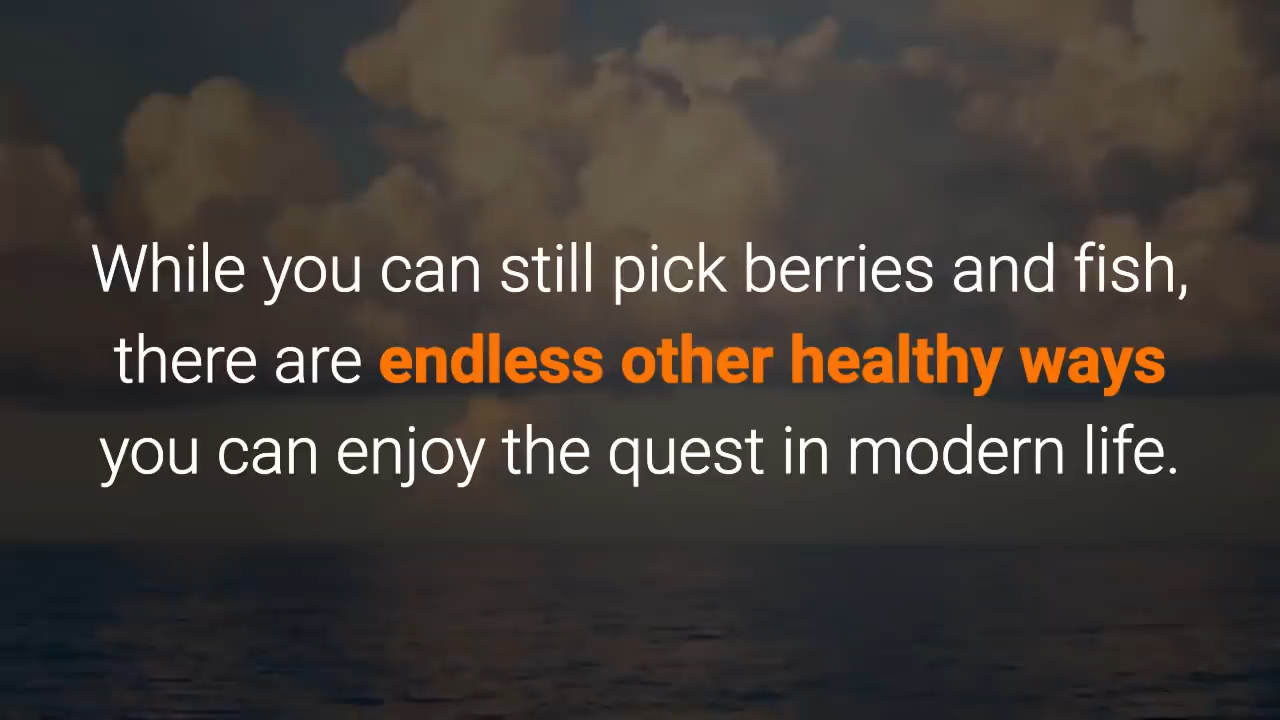 While you can still pick berries and fish,
there are endless other healthy ways
you can enjoy the quest in modern life.